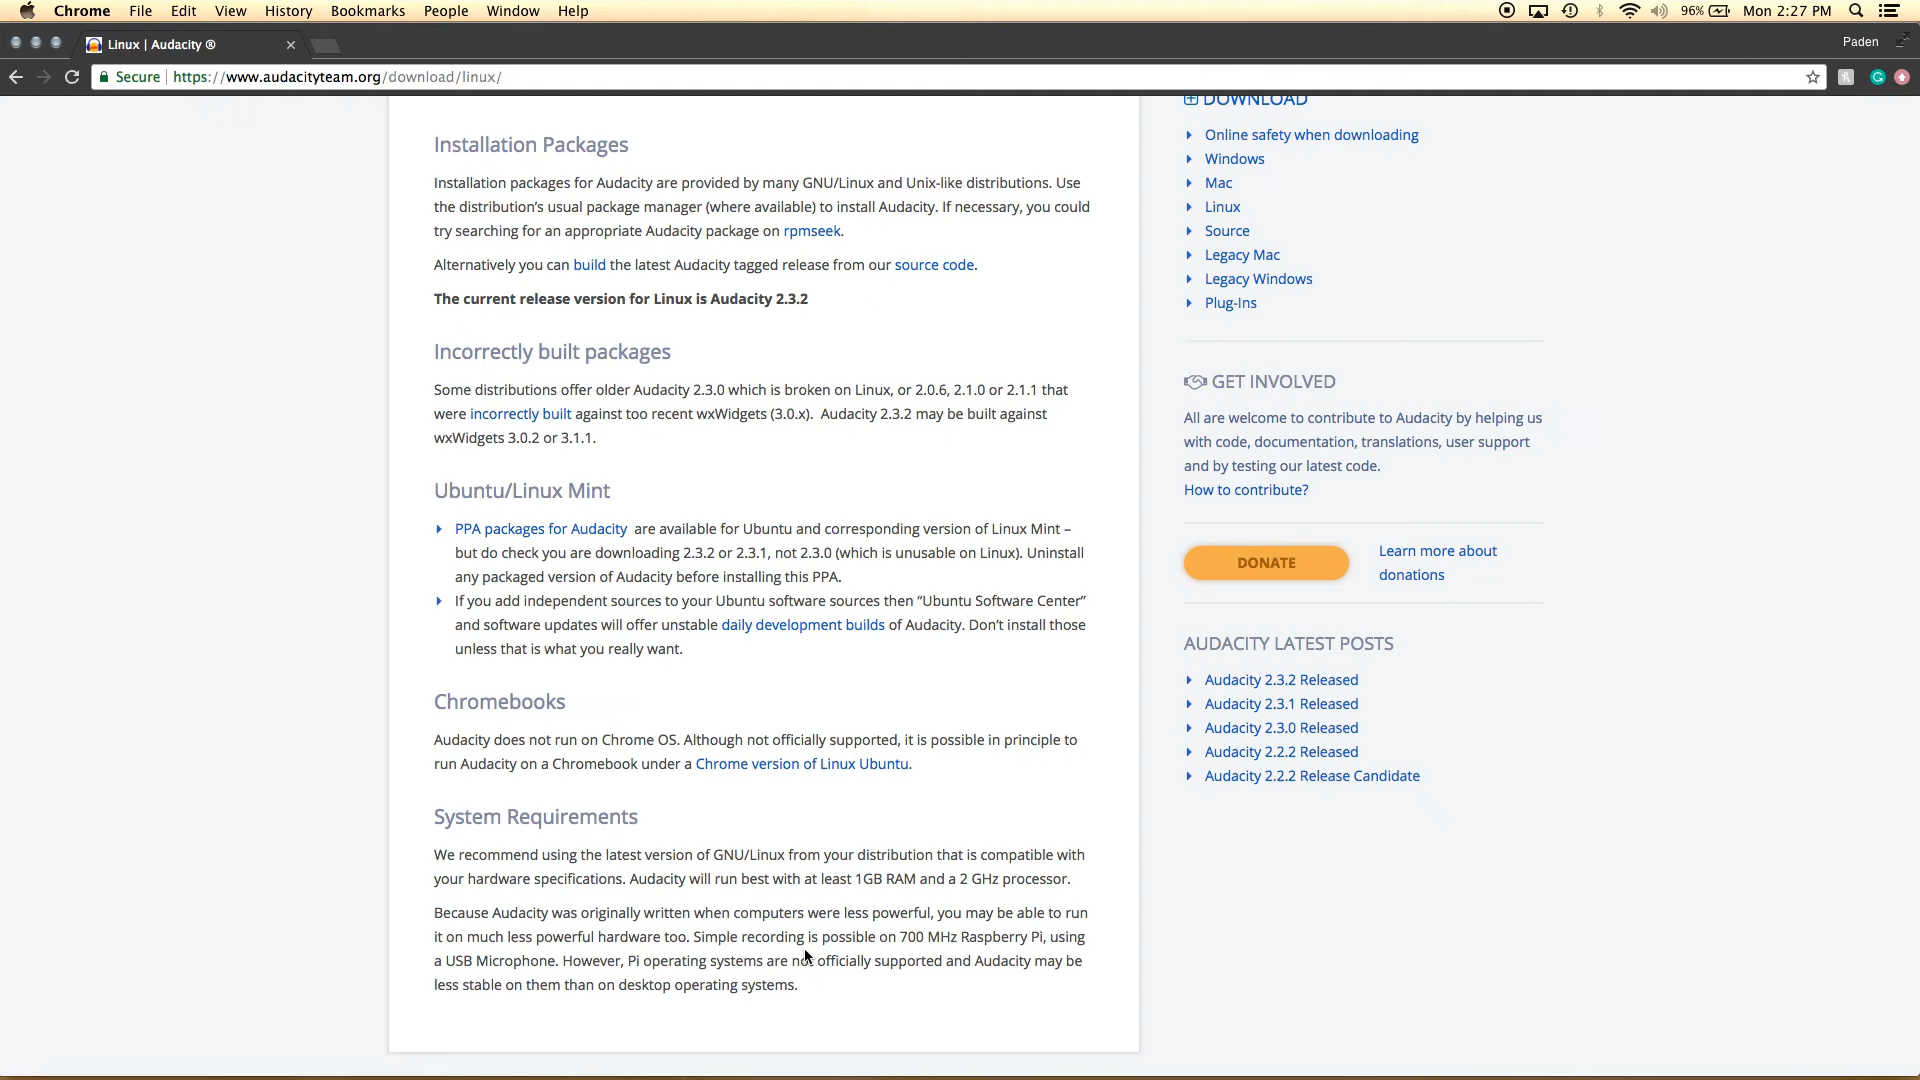 Chrome File Edit View History Bookmarks People Window Help
96% Mon 2:27 PM
Linux | Audacity ®
Paden
Secure | https://www.audacityteam.org/download/linux/
Installation Packages
Installation packages for Audacity are provided by many GNU/Linux and Unix-like distributions. Use
the distribution’s usual package manager (where available) to install Audacity. If necessary, you could
try searching for an appropriate Audacity package on rpmseek.
Alternatively you can build the latest Audacity tagged release from our source code.
The current release version for Linux is Audacity 2.3.2
Incorrectly built packages
Some distributions offer older Audacity 2.3.0 which is broken on Linux, or 2.0.6, 2.1.0 or 2.1.1 that
were incorrectly built against too recent wxWidgets (3.0.x). Audacity 2.3.2 may be built against
wxWidgets 3.0.2 or 3.1.1.
Ubuntu/Linux Mint
PPA packages for Audacity are available for Ubuntu and corresponding version of Linux Mint –
but do check you are downloading 2.3.2 or 2.3.1, not 2.3.0 (which is unusable on Linux). Uninstall
any packaged version of Audacity before installing this PPA.
If you add independent sources to your Ubuntu software sources then “Ubuntu Software Center”
and software updates will offer unstable daily development builds of Audacity. Don’t install those
unless that is what you really want.
Chromebooks
Audacity does not run on Chrome OS. Although not officially supported, it is possible in principle to
run Audacity on a Chromebook under a Chrome version of Linux Ubuntu.
System Requirements
We recommend using the latest version of GNU/Linux from your distribution that is compatible with
your hardware specifications. Audacity will run best with at least 1GB RAM and a 2 GHz processor.
Because Audacity was originally written when computers were less powerful, you may be able to run
it on much less powerful hardware too. Simple recording is possible on 700 MHz Raspberry Pi, using
a USB Microphone. However, Pi operating systems are not officially supported and Audacity may be
less stable on them than on desktop operating systems.
DOWNLOAD
Online safety when downloading
Windows
Mac
Linux
Source
Legacy Mac
Legacy Windows
Plug-Ins
GET INVOLVED
All are welcome to contribute to Audacity by helping us
with code, documentation, translations, user support
and by testing our latest code.
How to contribute?
DONATE
Learn more about
donations
AUDACITY LATEST POSTS
Audacity 2.3.2 Released
Audacity 2.3.1 Released
Audacity 2.3.0 Released
Audacity 2.2.2 Released
Audacity 2.2.2 Release Candidate